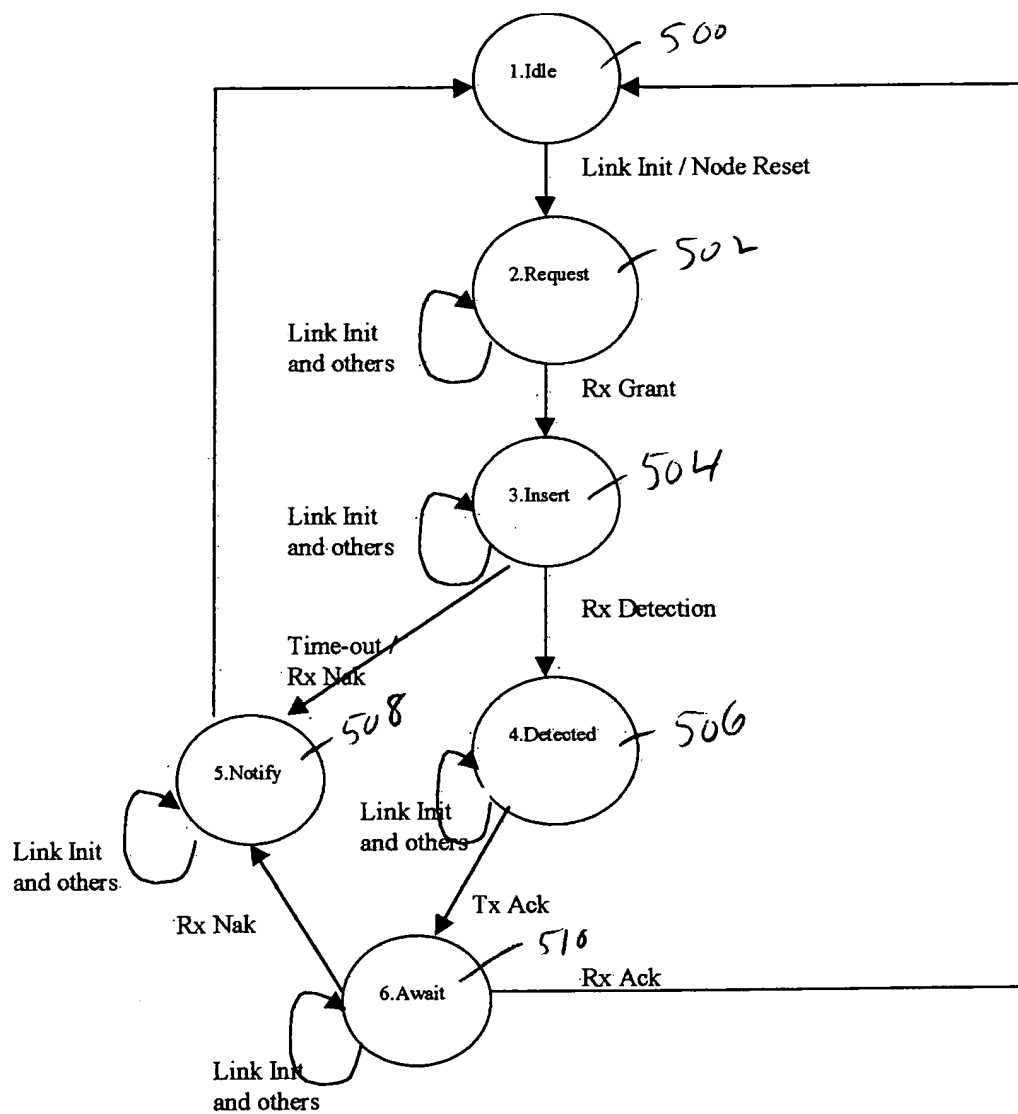 500
1.Idle
Link Init / Node Reset
502
2.Request
Link Init
and others
Rx Grant
504
3.Insert
Link Init
and others
Rx Detection
Time-out /
Rx Nak
508
506
4.Detected
5.Notify
Link Init
and others
Link Init
and others
Tx Ack
Rx Nak
510
6.Await
Rx Ack
Link Init
and others